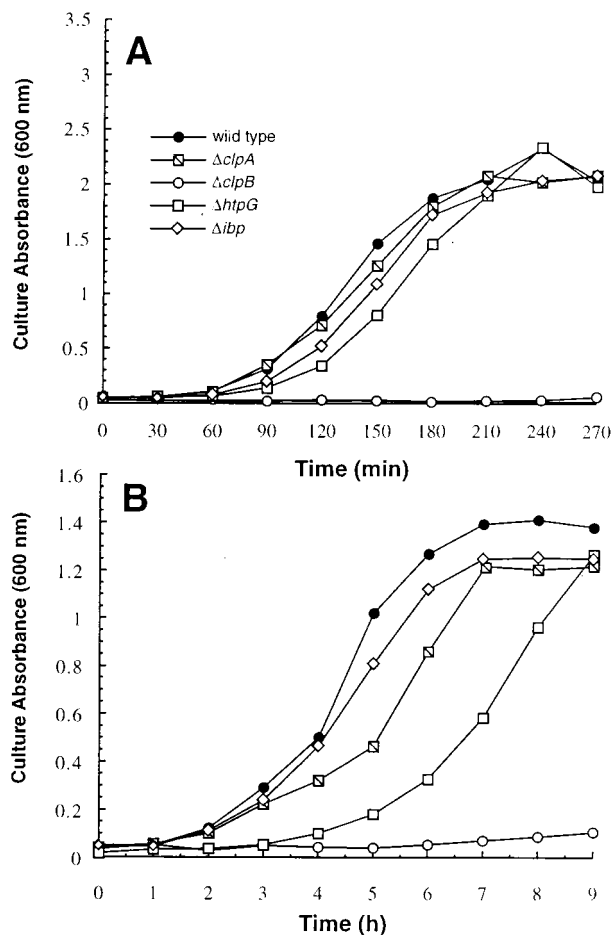 A
3.5
3
2.5
2
1.5
1
0.5
0
Culture Absorbance (600 nm)
wild type
ΔclpA
ΔclpB
ΔhtpG
Δibp
0 30 60 90 120 150 180 210 240 270
Time (min)
B
1.6
1.4
1.2
1
0.8
0.6
0.4
0.2
0
Culture Absorbance (600 nm)
0 1 2 3 4 5 6 7 8 9
Time (h)